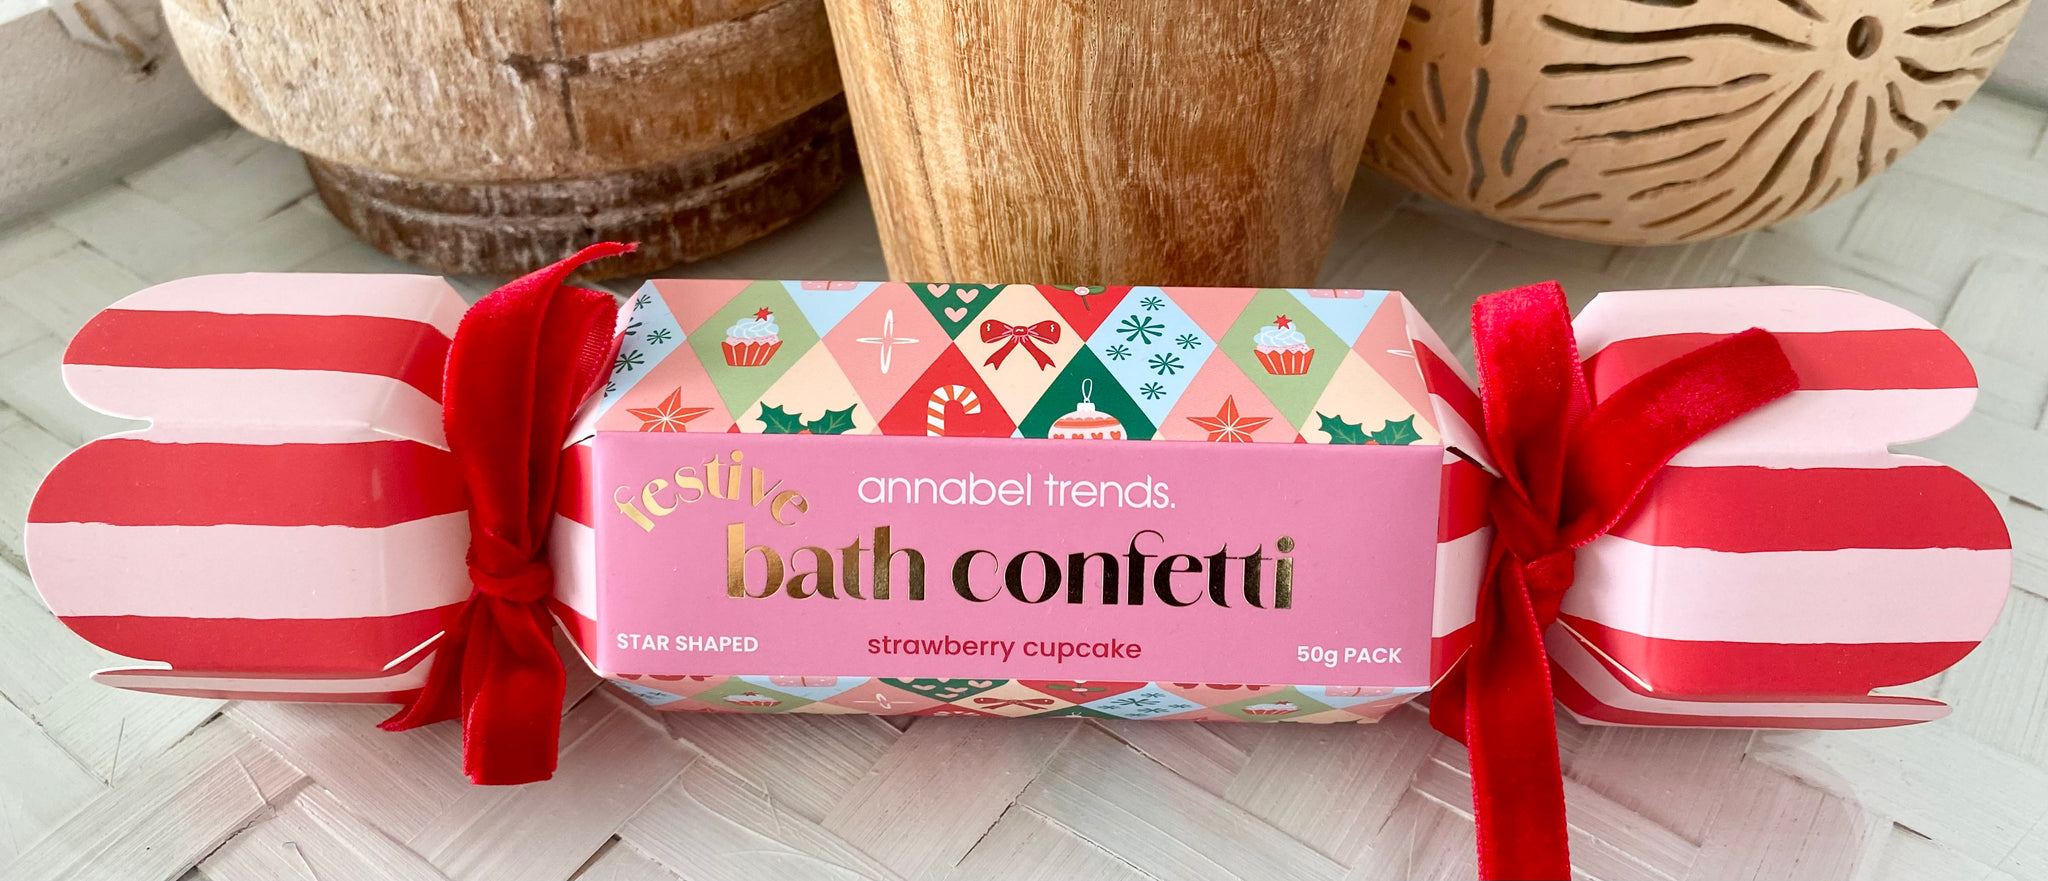 festive
annabel trends.
bath confetti
STAR SHAPED
strawberry cupcake
50g PACK